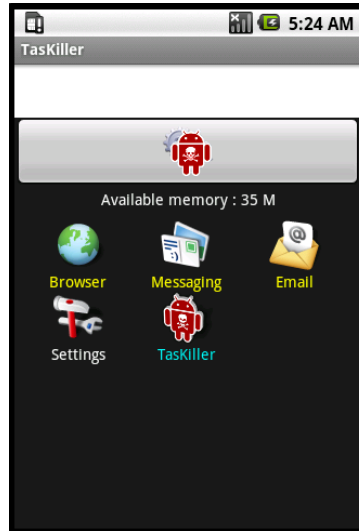 5:24 AM
TasKiller
Available memory : 35 M
Browser Messaging Email
Settings TasKiller